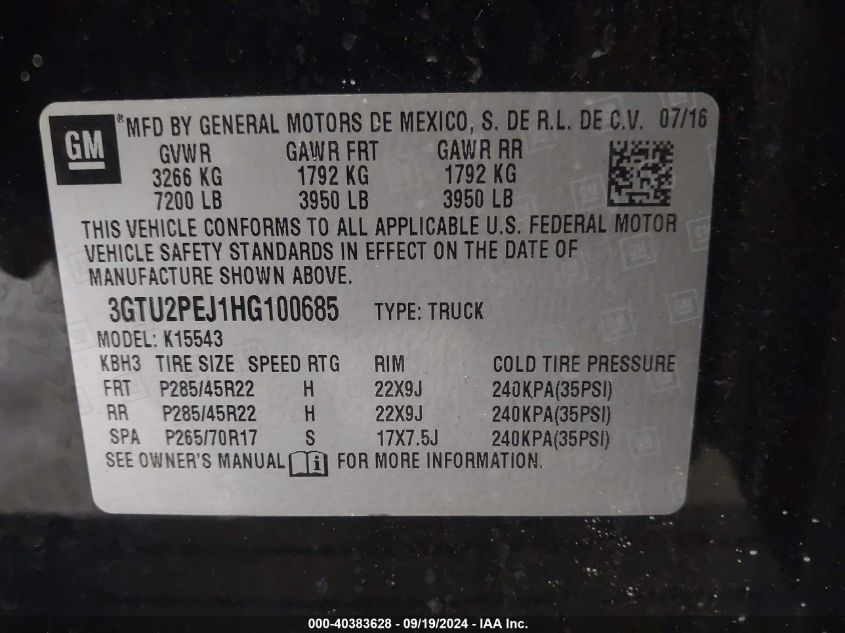 GM ® MFD BY GENERAL MOTORS DE MEXICO, S. DE R.L. DE C.V. 07/16
GVWR GAWR FRT GAWR RR
3266 KG 1792 KG 1792 KG
7200 LB 3950 LB 3950 LB
THIS VEHICLE CONFORMS TO ALL APPLICABLE U.S. FEDERAL MOTOR
VEHICLE SAFETY STANDARDS IN EFFECT ON THE DATE OF
MANUFACTURE SHOWN ABOVE.
3GTU2PEJ1HG100685 TYPE: TRUCK
MODEL: K15543
KBH3 TIRE SIZE SPEED RTG RIM COLD TIRE PRESSURE
FRT P285/45R22 H 22X9J 240KPA(35PSI)
RR P285/45R22 H 22X9J 240KPA(35PSI)
SPA P265/70R17 S 17X7.5J 240KPA(35PSI)
SEE OWNER'S MANUAL FOR MORE INFORMATION.
000-40383628 - 09/19/2024 - IAA Inc.